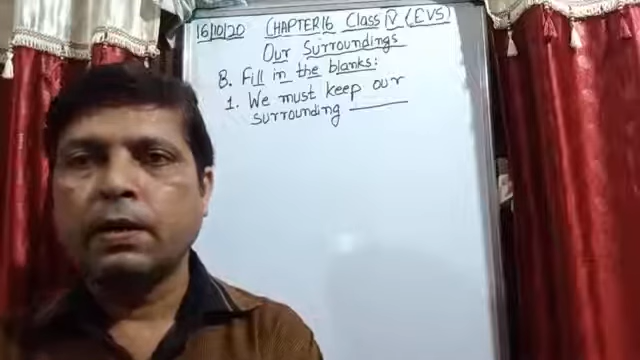 16/10/20 CHAPTER 16 Class IV (EVS)
Our Surroundings
B. Fill in the blanks:
1. We must keep our
surrounding ______